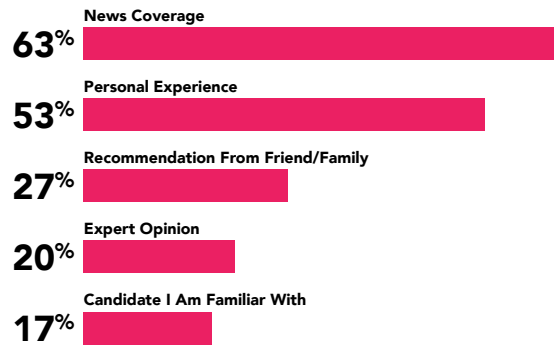 News Coverage
63%
Personal Experience
53%
Recommendation From Friend/Family
27%
Expert Opinion
20%
Candidate I Am Familiar With
17%